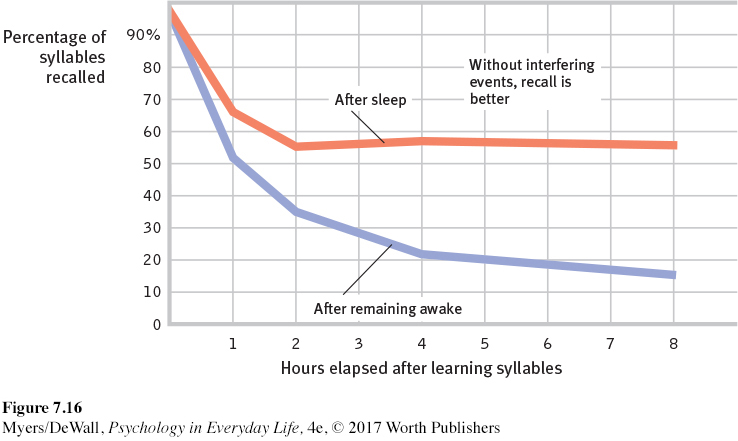 Percentage of
syllables
recalled
90%
80
70
60
50
40
30
20
10
0
Without interfering
events, recall is
better
After sleep
After remaining awake
1 2 3 4 5 6 7 8
Hours elapsed after learning syllables
Figure 7.16
Myers/DeWall, Psychology in Everyday Life, 4e, © 2017 Worth Publishers